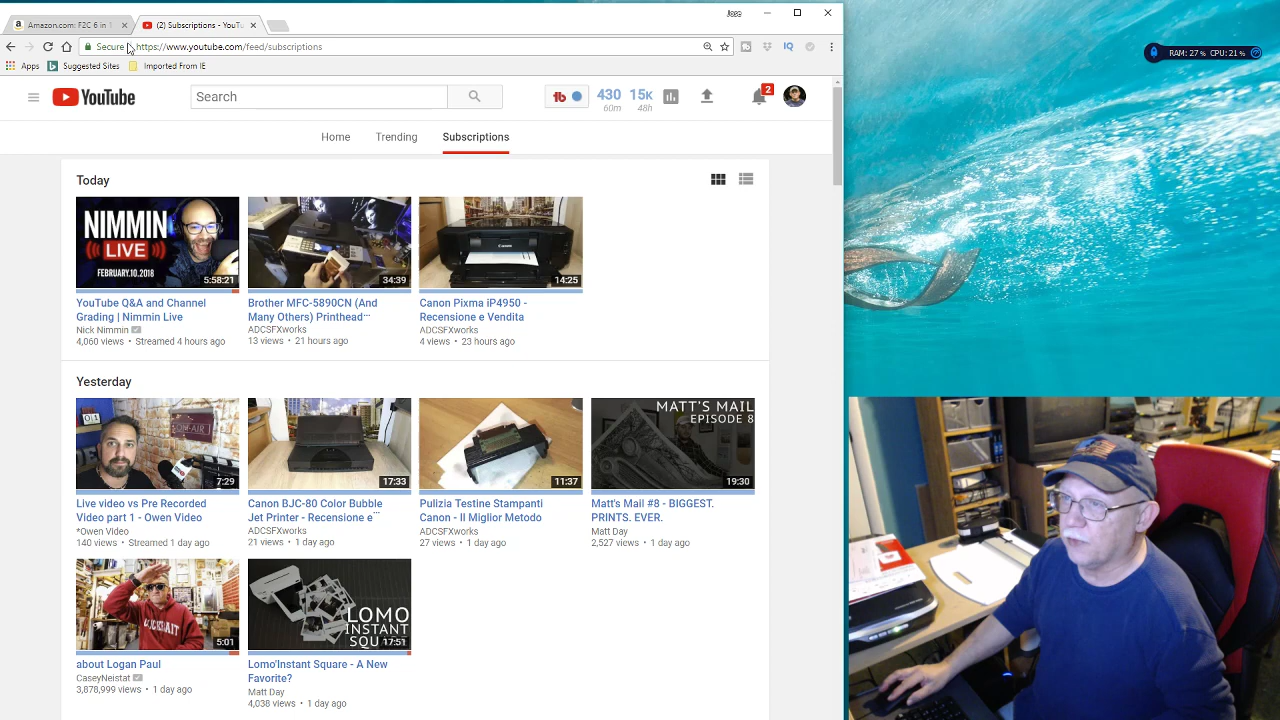 Amazon.com: F2C 6 in 1
(2) Subscriptions - YouTu
Secure
https://www.youtube.com/feed/subscriptions
IQ
Apps
Suggested Sites
Imported From IE
RAM: 27% CPU: 21%
YouTube
Search
tb
430
60m
15K
48h
2
Home
Trending
Subscriptions
Today
NIMMIN
LIVE
FEBRUARY.10.2018
5:58:21
34:39
Canon
14:25
YouTube Q&A and Channel
Grading | Nimmin Live
Nick Nimmin
4,060 views • Streamed 4 hours ago
Brother MFC-5890CN (And
Many Others) Printhead…
ADCSFXworks
13 views • 21 hours ago
Canon Pixma iP4950 -
Recensione e Vendita
ADCSFXworks
4 views • 23 hours ago
Yesterday
ON-AIR
7:29
17:33
11:37
MATT'S MAIL
EPISODE 8
19:30
Live video vs Pre Recorded
Video part 1 - Owen Video
*Owen Video
140 views • Streamed 1 day ago
Canon BJC-80 Color Bubble
Jet Printer - Recensione e…
ADCSFXworks
21 views • 1 day ago
Pulizia Testine Stampanti
Canon - Il Miglior Metodo
ADCSFXworks
27 views • 1 day ago
Matt's Mail #8 - BIGGEST.
PRINTS. EVER.
Matt Day
2,527 views • 1 day ago
5:01
LOMO
INSTANT
SQU
17:51
about Logan Paul
CaseyNeistat
3,878,999 views • 1 day ago
Lomo'Instant Square - A New
Favorite?
Matt Day
4,038 views • 1 day ago